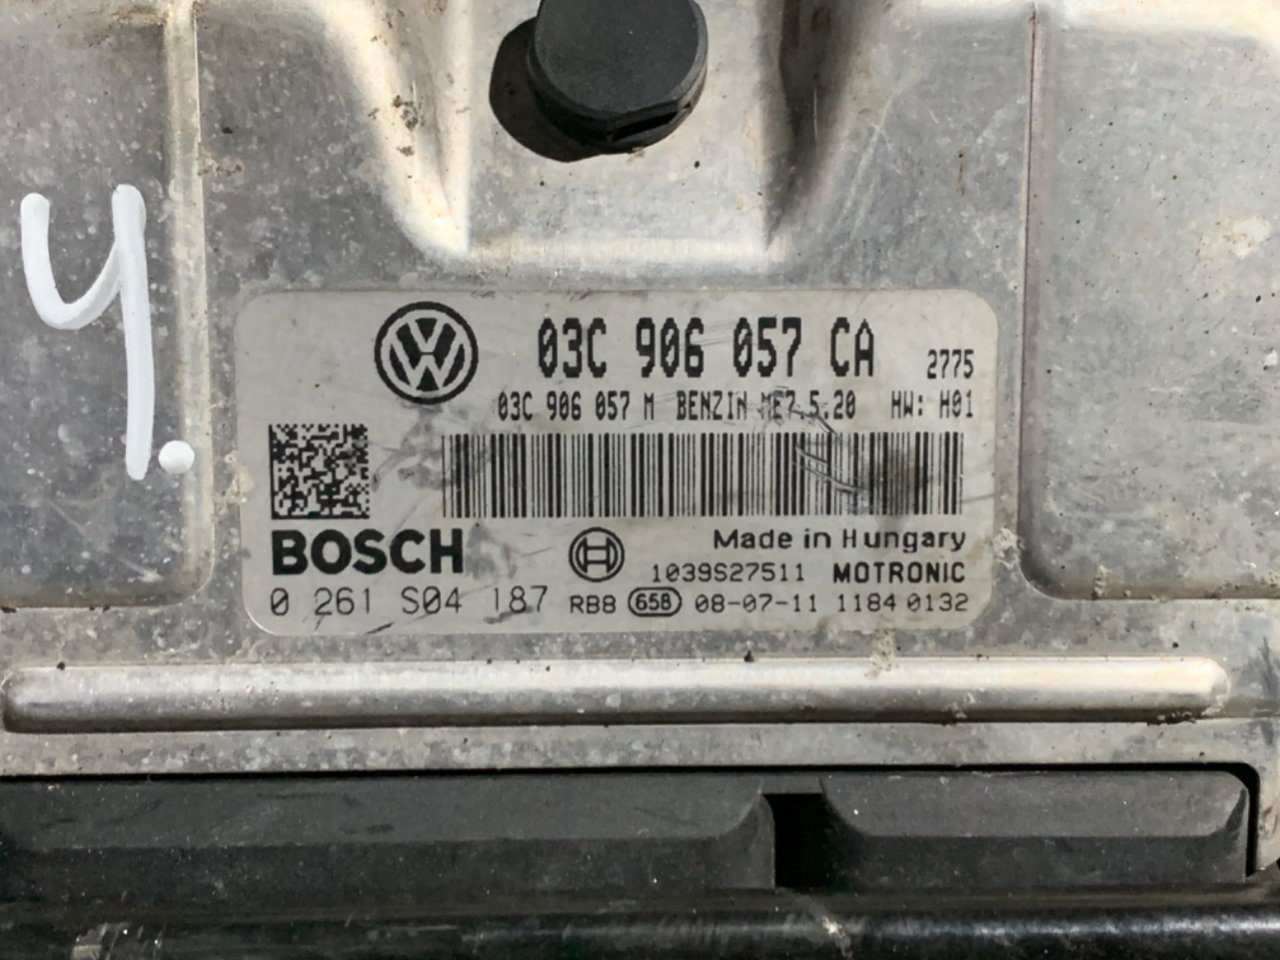 Ч.
03C 906 057 CA 2775
03C 906 057 M BENZIN ME7.5.20 HW: H01
BOSCH
Made in Hungary
1039S27511 MOTRONIC
0 261 S04 187 RB8 658 08-07-11 1184 0132